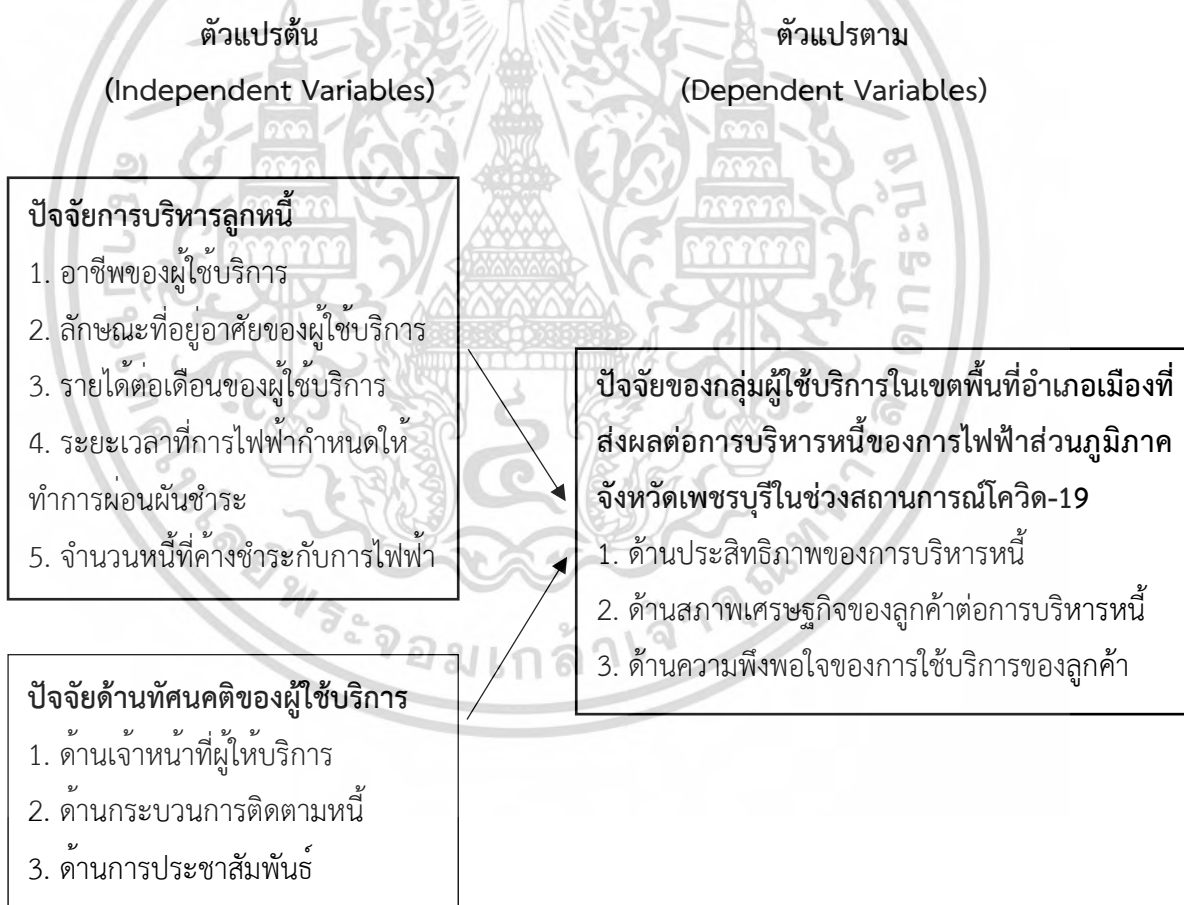 ตัวแปรต้น
(Independent Variables)
ตัวแปรตาม
(Dependent Variables)
ปัจจัยการบริหารลูกหนี้
1. อาชีพของผู้ใช้บริการ
2. ลักษณะที่อยู่อาศัยของผู้ใช้บริการ
3. รายได้ต่อเดือนของผู้ใช้บริการ
4. ระยะเวลาที่การไฟฟ้ากำหนดให้
ทำการผ่อนผันชำระ
5. จำนวนหนี้ที่ค้างชำระกับการไฟฟ้า
ปัจจัยด้านทัศนคติของผู้ใช้บริการ
1. ด้านเจ้าหน้าที่ผู้ให้บริการ
2. ด้านกระบวนการติดตามหนี้
3. ด้านการประชาสัมพันธ์
ปัจจัยของกลุ่มผู้ใช้บริการในเขตพื้นที่อำเภอเมืองที่
ส่งผลต่อการบริหารหนี้ของการไฟฟ้าส่วนภูมิภาค
จังหวัดเพชรบุรีในช่วงสถานการณ์โควิด-19
1. ด้านประสิทธิภาพของการบริหารหนี้
2. ด้านสภาพเศรษฐกิจของลูกค้าต่อการบริหารหนี้
3. ด้านความพึงพอใจของการใช้บริการของลูกค้า